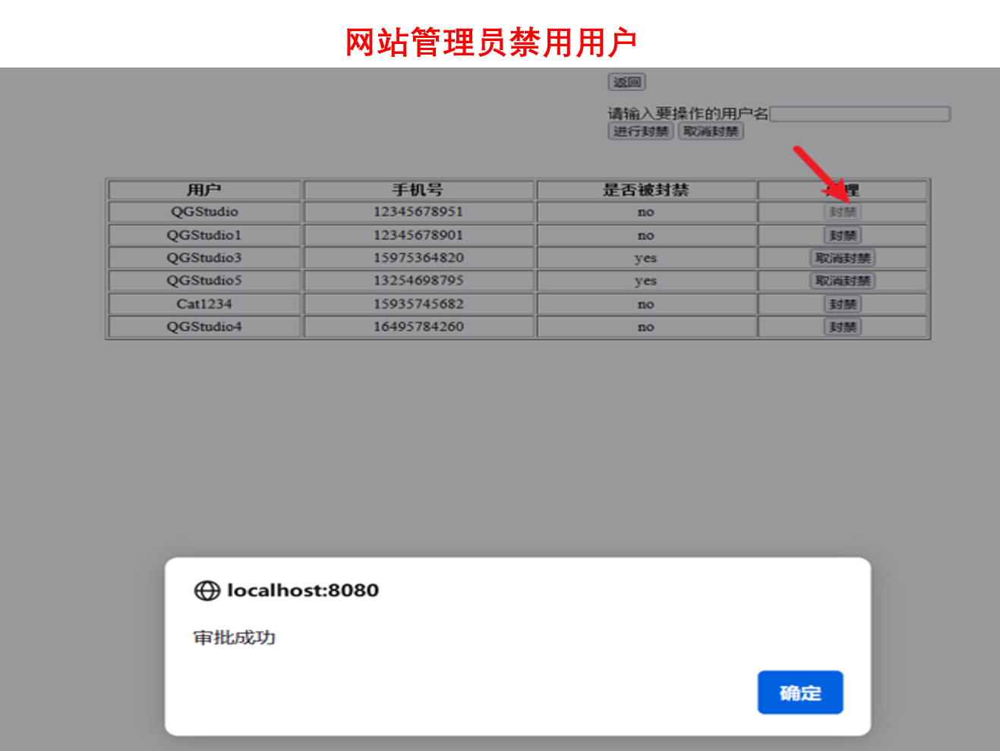 网站管理员禁用用户
返回
请输入要操作的用户名
进行封禁 取消封禁
用户 手机号 是否被封禁 理
QGStudio 12345678951 no 封禁
QGStudio1 12345678901 no 封禁
QGStudio3 15975364820 yes 取消封禁
QGStudio5 13254698795 yes 取消封禁
Cat1234 15935745682 no 封禁
QGStudio4 16495784260 no 封禁
localhost:8080
审批成功
确定